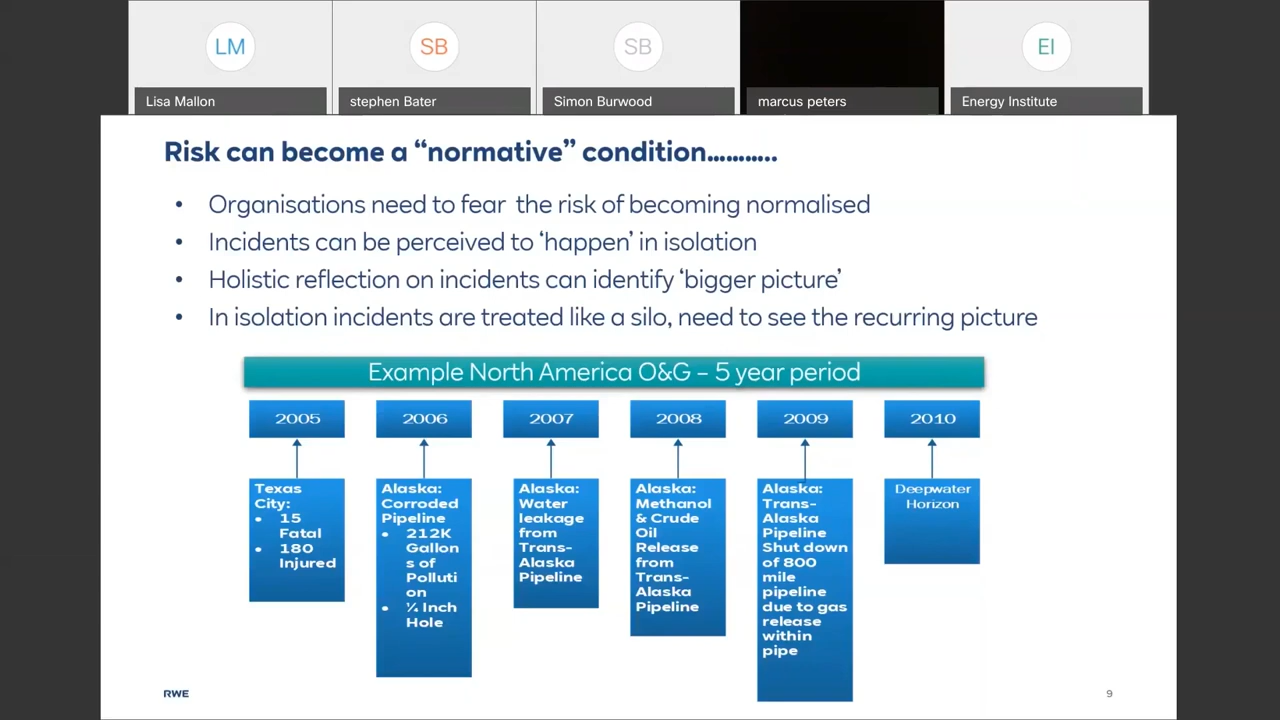 LM
SB
SB
EI
Lisa Mallon
stephen Bater
Simon Burwood
marcus peters
Energy Institute
Risk can become a “normative” condition………..
• Organisations need to fear  the risk of becoming normalised
• Incidents can be perceived to ‘happen’ in isolation
• Holistic reflection on incidents can identify ‘bigger picture’
• In isolation incidents are treated like a silo, need to see the recurring picture
Example North America O&G – 5 year period
2005
2006
2007
2008
2009
2010
Texas
City:
• 15
Fatal
• 180
Injured
Alaska:
Corroded
Pipeline
• 212K
Gallon
s of
Polluti
on
• ¼ Inch
Hole
Alaska:
Water
leakage
from
Trans-
Alaska
Pipeline
Alaska:
Methanol
& Crude
Oil
Release
from
Trans-
Alaska
Pipeline
Alaska:
Trans-
Alaska
Pipeline
Shut down
of 800
mile
pipeline
due to gas
release
within
pipe
Deepwater
Horizon
RWE
9